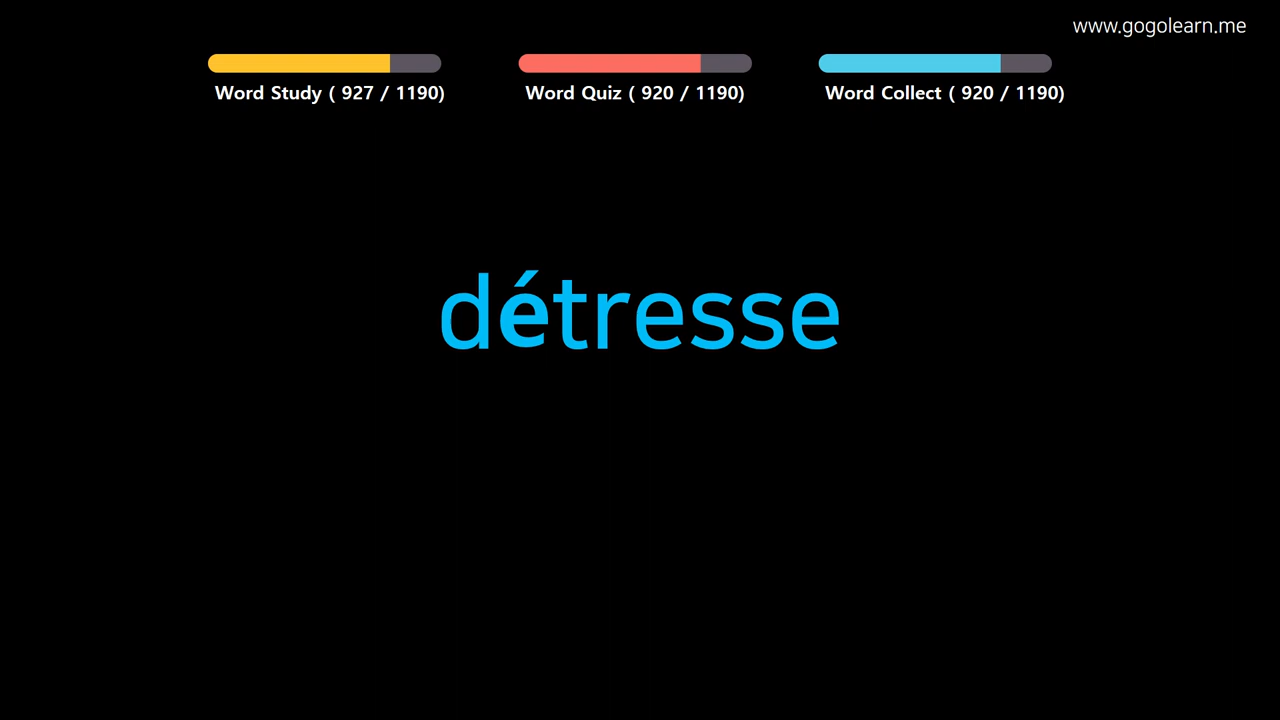 www.gogolearn.me
Word Study ( 927 / 1190)
Word Quiz ( 920 / 1190)
Word Collect ( 920 / 1190)
détresse